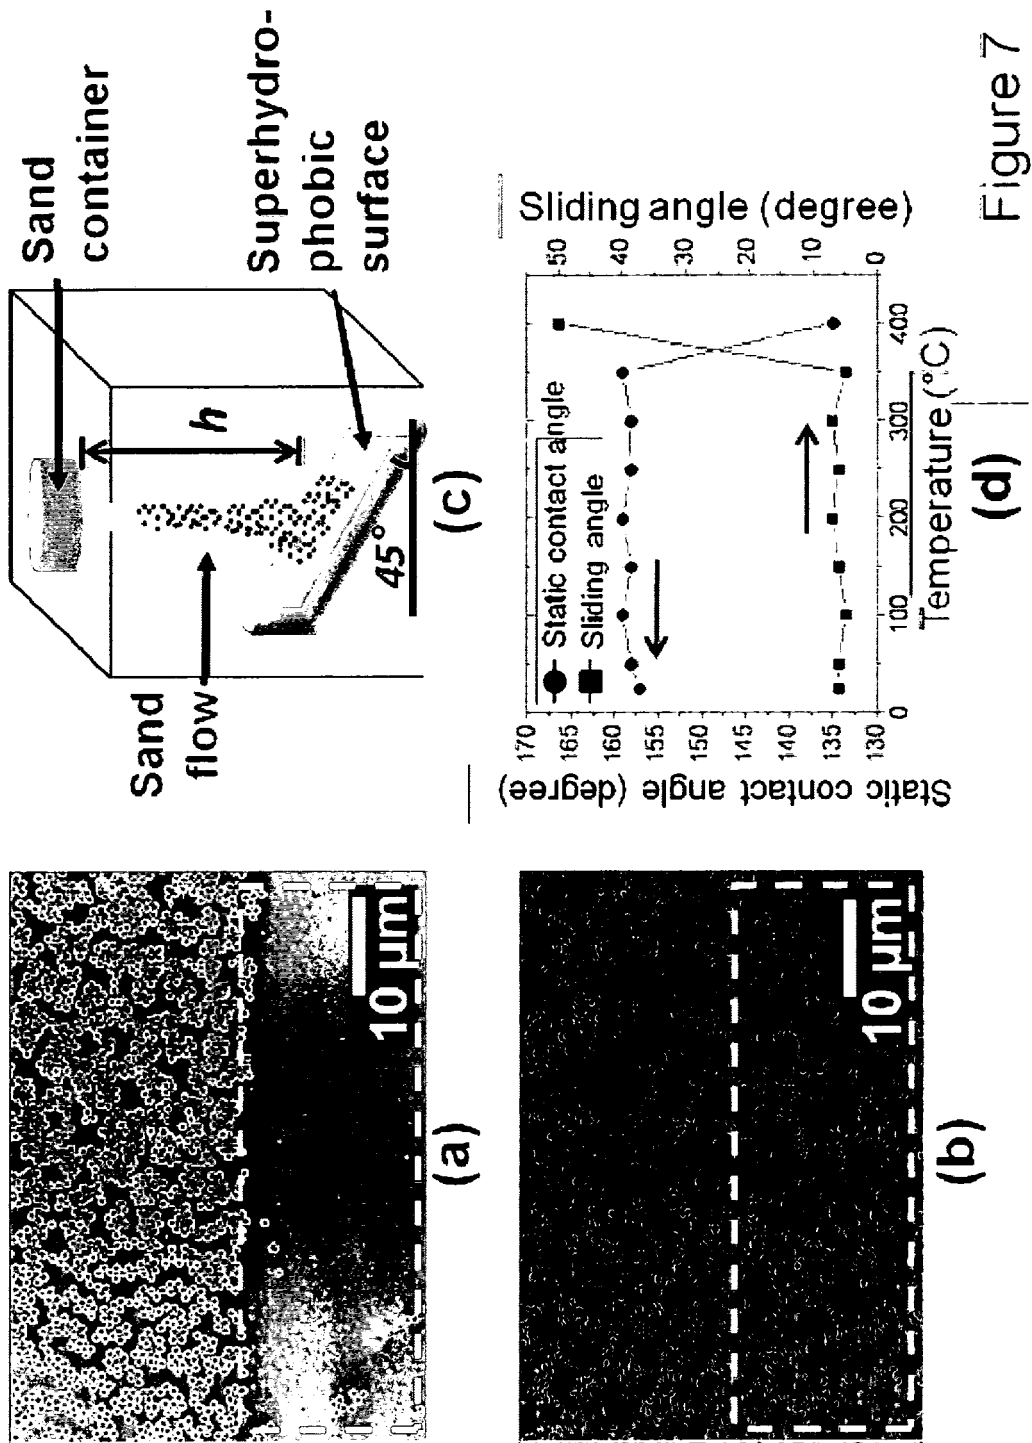 10 µm
(a)
Sand
container
Sand
flow
h
Superhydro-
phobic
surface
45°
(c)
10 µm
(b)
Static contact angle (degree)
170
165
160
155
150
145
140
135
130
Static contact angle
Sliding angle
Sliding angle (degree)
50
40
30
20
10
0
0
100
200
300
400
Temperature (°C)
(d)
Figure 7